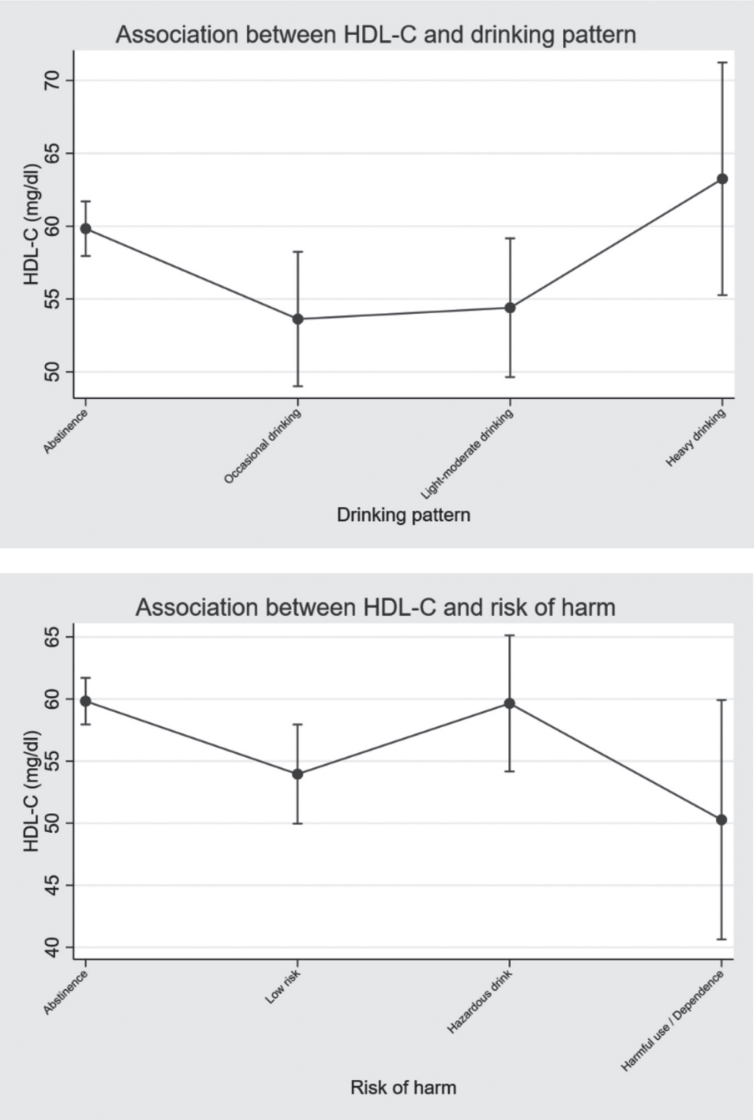 Association between HDL-C and drinking pattern
HDL-C (mg/dl)
70
65
60
55
50
Abstinence
Occasional drinking
Light-moderate drinking
Heavy drinking
Drinking pattern
Association between HDL-C and risk of harm
HDL-C (mg/dl)
65
60
55
50
45
40
Abstinence
Low risk
Hazardous drink
Harmful use / Dependence
Risk of harm